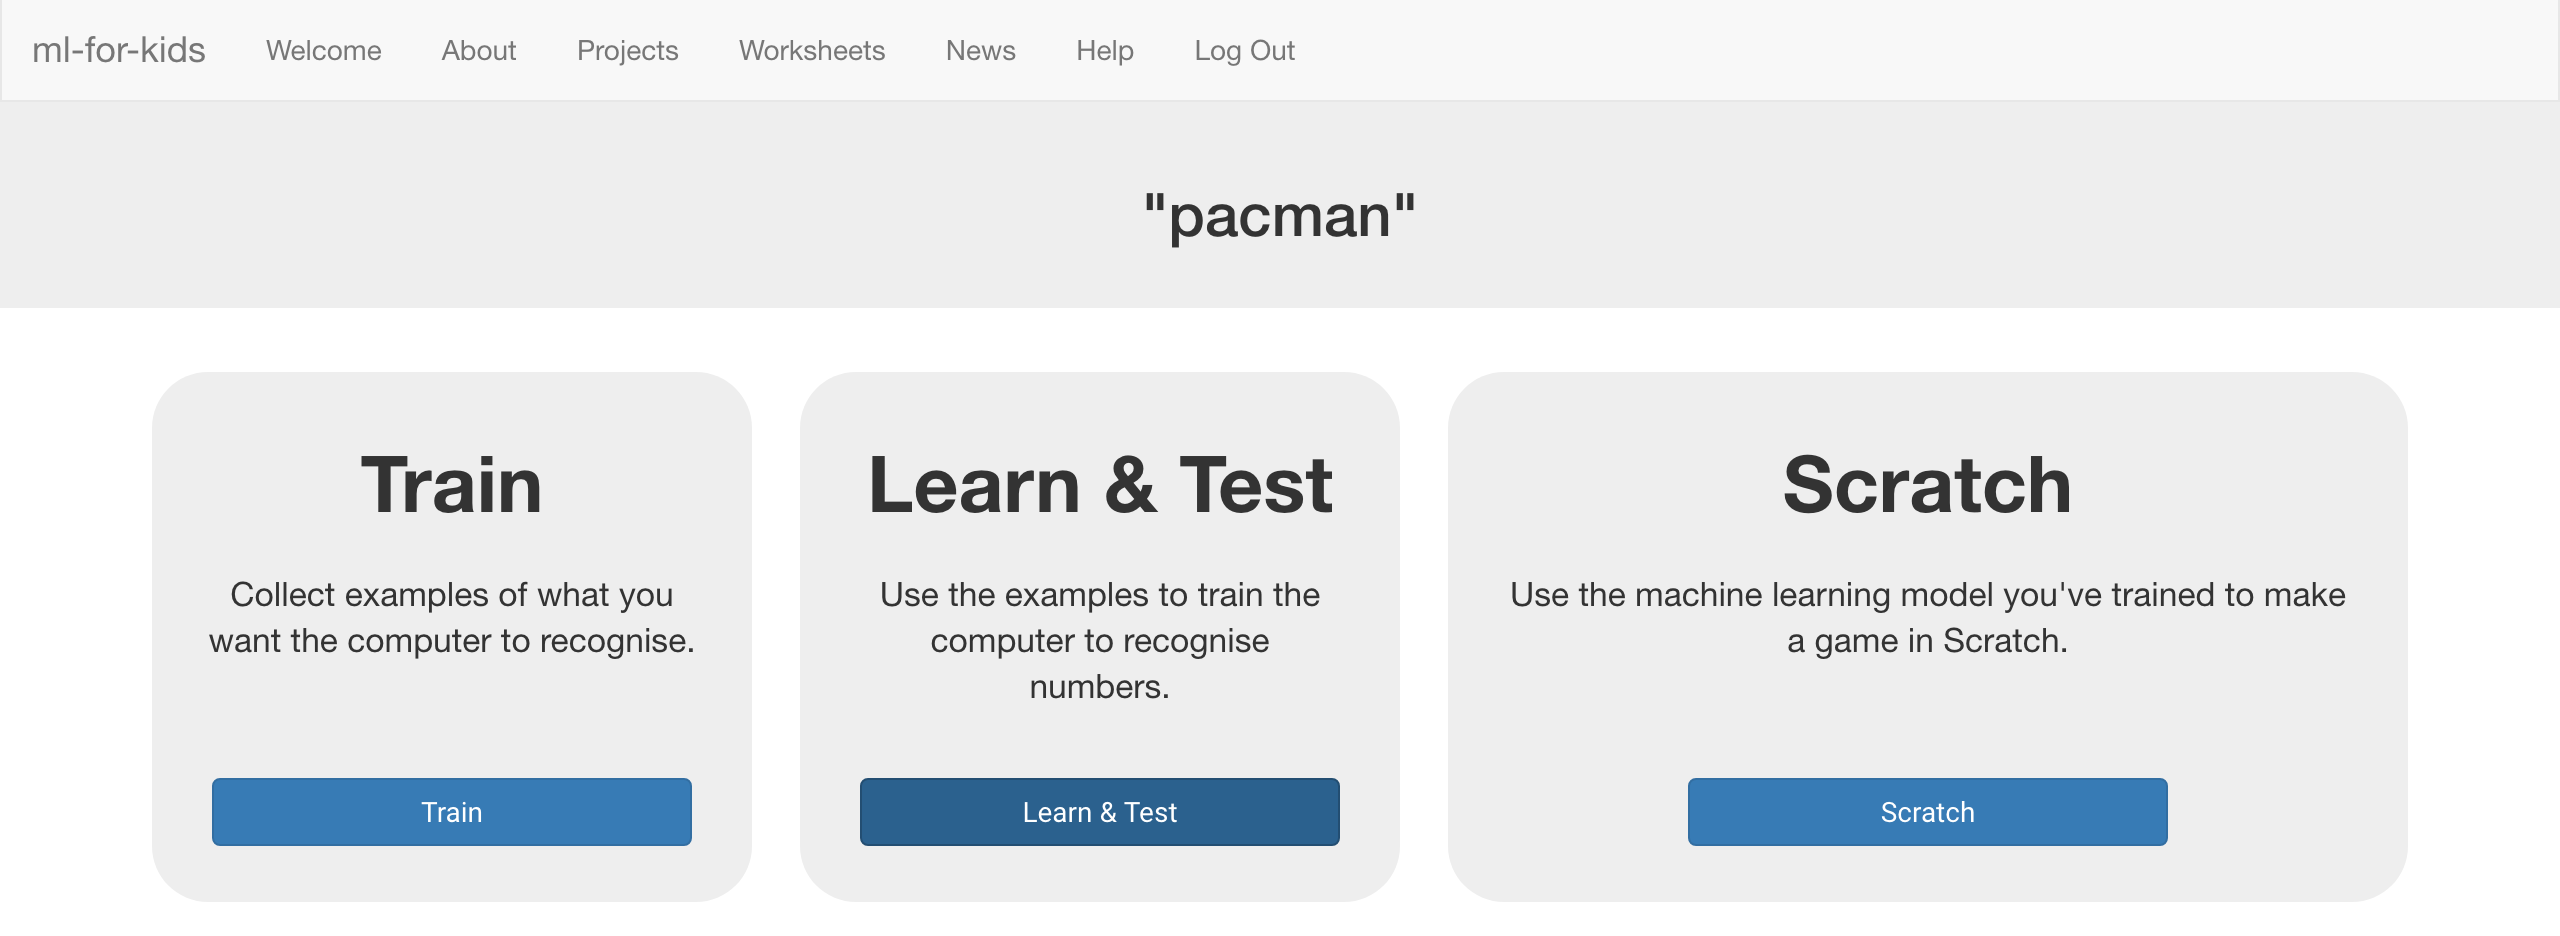 ml-for-kids Welcome About Projects Worksheets News Help Log Out
"pacman"
Train
Collect examples of what you
want the computer to recognise.
Train
Learn & Test
Use the examples to train the
computer to recognise
numbers.
Learn & Test
Scratch
Use the machine learning model you've trained to make
a game in Scratch.
Scratch